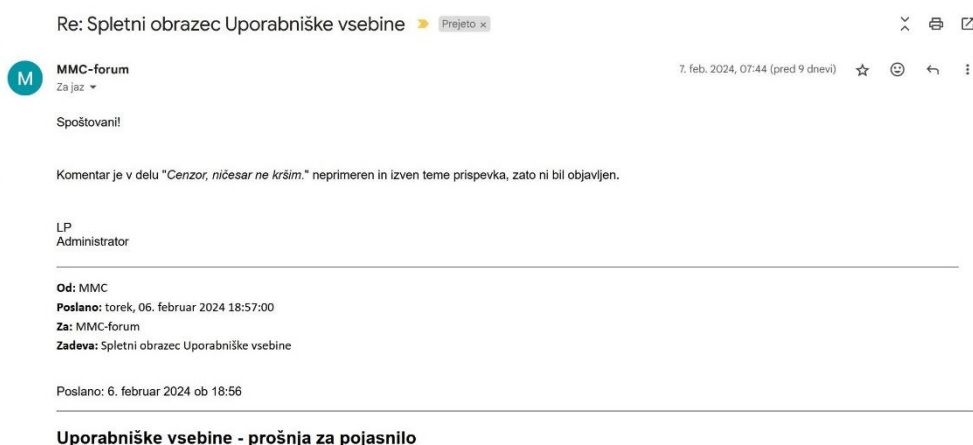 Re: Spletni obrazec Uporabniške vsebine Prejeto ×
M
MMC-forum 7. feb. 2024, 07:44 (pred 9 dnevi)
Za jaz
Spoštovani!
Komentar je v delu "Cenzor, ničesar ne kršim." neprimeren in izven teme prispevka, zato ni bil objavljen.
LP
Administrator
Od: MMC
Poslano: torek, 06. februar 2024 18:57:00
Za: MMC-forum
Zadeva: Spletni obrazec Uporabniške vsebine
Poslano: 6. februar 2024 ob 18:56
Uporabniške vsebine - prošnja za pojasnilo